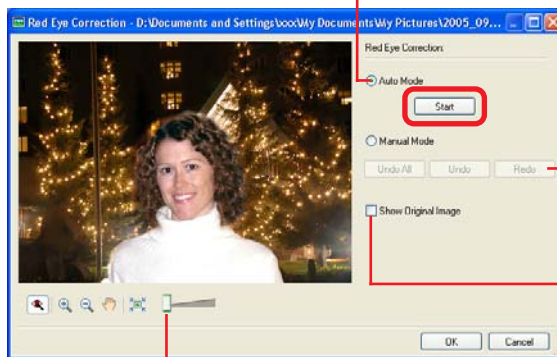 Red Eye Correction - D:\Documents and Settings\xxx\My Documents\My Pictures\2005_09...
Red Eye Correction:
Auto Mode
Start
Manual Mode
Undo All Undo Redo
Show Original Image
OK Cancel